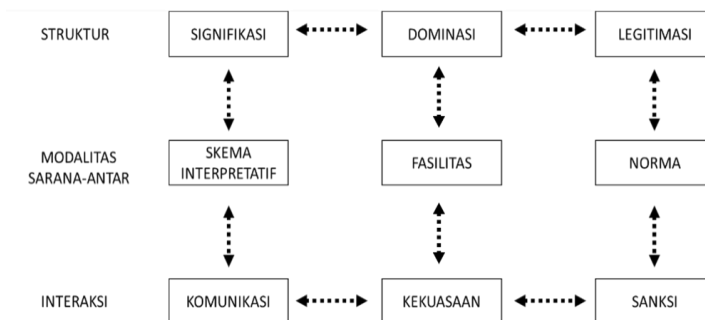 STRUKTUR
SIGNIFIKASI
DOMINASI
LEGITIMASI
MODALITAS
SARANA-ANTAR
SKEMA
INTERPRETATIF
FASILITAS
NORMA
INTERAKSI
KOMUNIKASI
KEKUASAAN
SANKSI